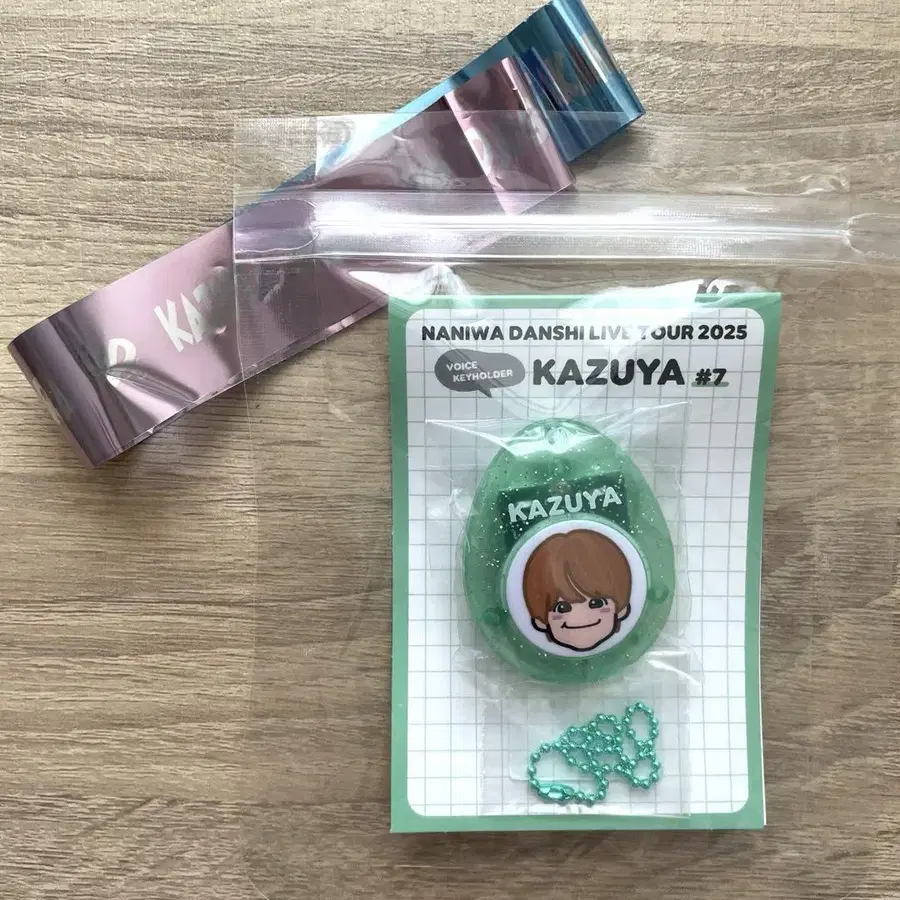 NANIWA DANSHI LIVE TOUR 2025
VOICE
KEYHOLDER
KAZUYA #7
KAZUYA